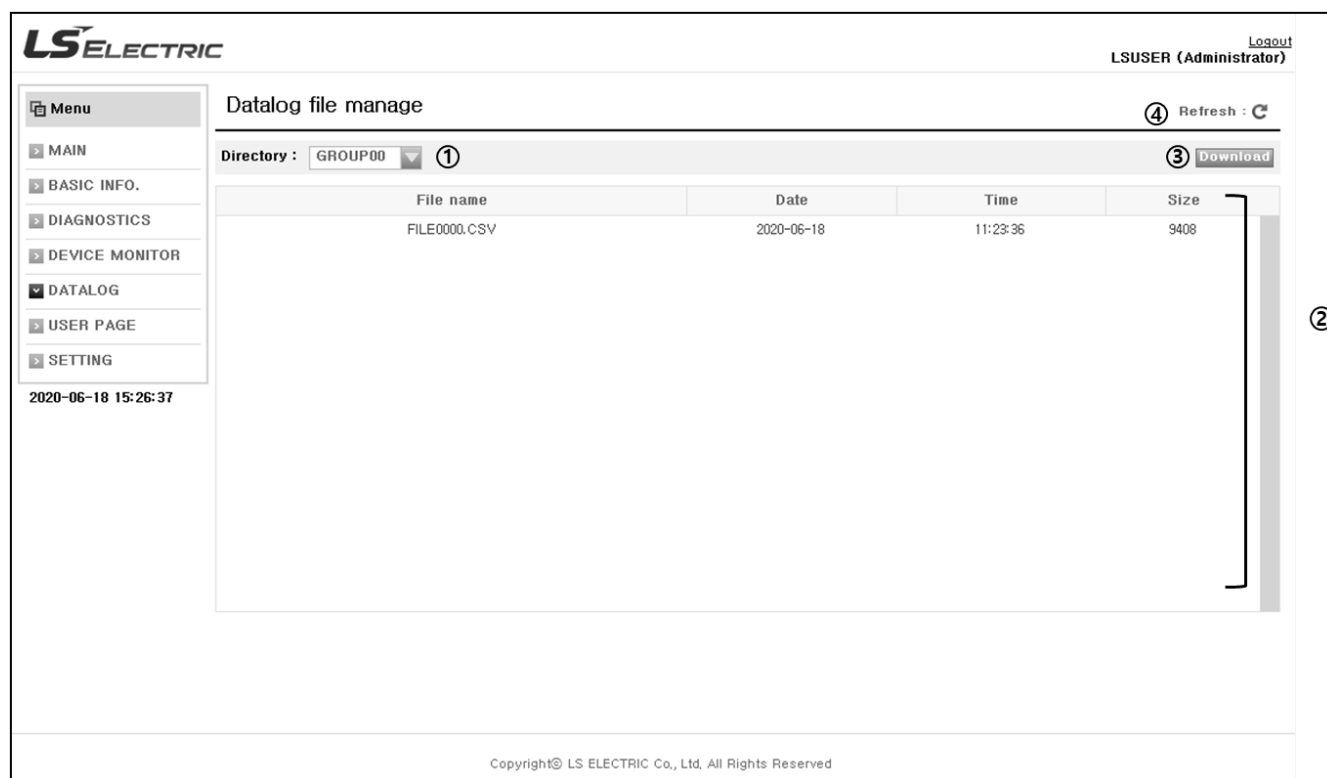 LS ELECTRIC
Logout
LSUSER (Administrator)
Menu
MAIN
BASIC INFO.
DIAGNOSTICS
DEVICE MONITOR
DATALOG
USER PAGE
SETTING
2020-06-18 15:26:37
Datalog file manage
④ Refresh : 
Directory : GROUP00 ① ③ Download
File name Date Time Size
FILE0000.CSV 2020-06-18 11:23:36 9408
②
Copyright© LS ELECTRIC Co., Ltd, All Rights Reserved